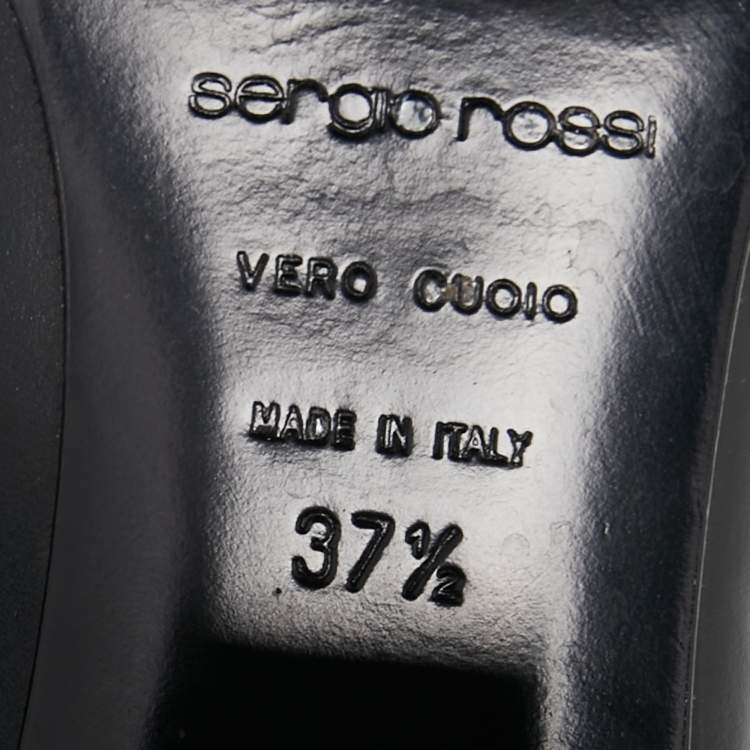 sergio rossi
VERO CUOIO
MADE IN ITALY
37½